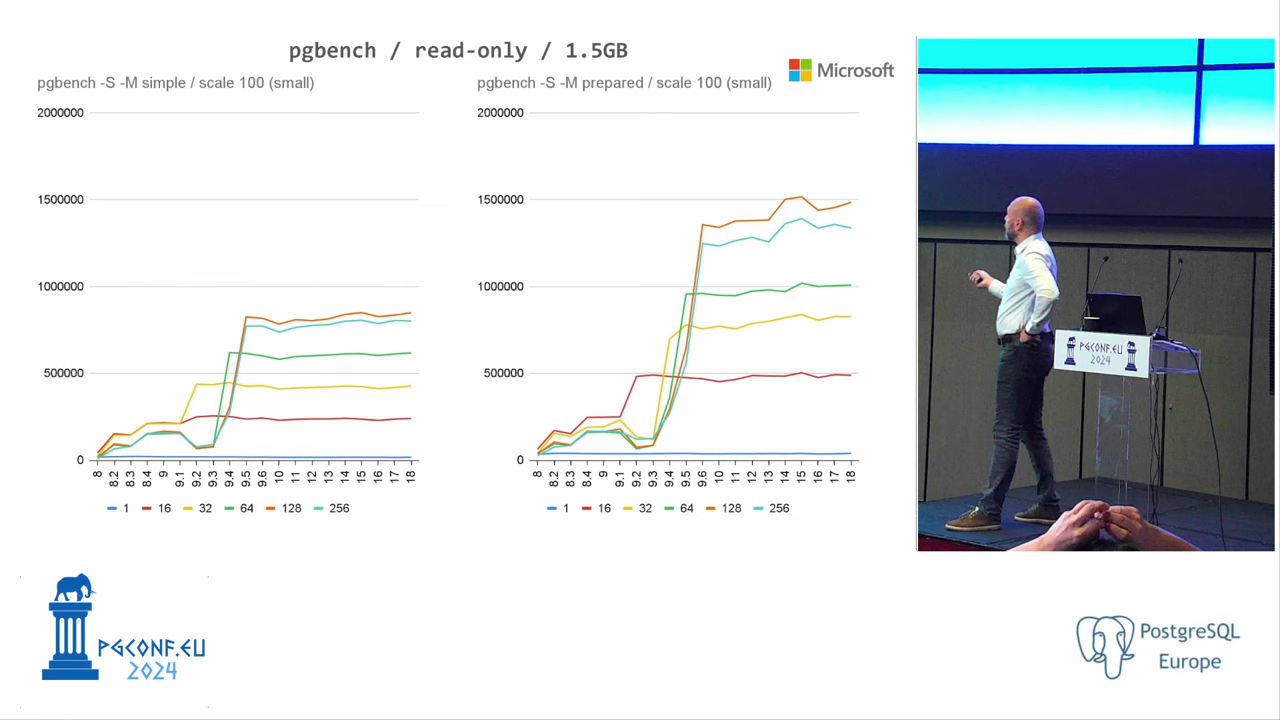 pgbench / read-only / 1.5GB
Microsoft
pgbench -S -M simple / scale 100 (small)
2000000
1500000
1000000
500000
0
8 8.2 8.3 8.4 9 9.1 9.2 9.3 9.4 9.5 9.6 10 11 12 13 14 15 16 17 18
1 16 32 64 128 256
pgbench -S -M prepared / scale 100 (small)
2000000
1500000
1000000
500000
0
8 8.2 8.3 8.4 9 9.1 9.2 9.3 9.4 9.5 9.6 10 11 12 13 14 15 16 17 18
1 16 32 64 128 256
PGCONF.EU
2024
PGCONF.EU
2024
PostgreSQL
Europe